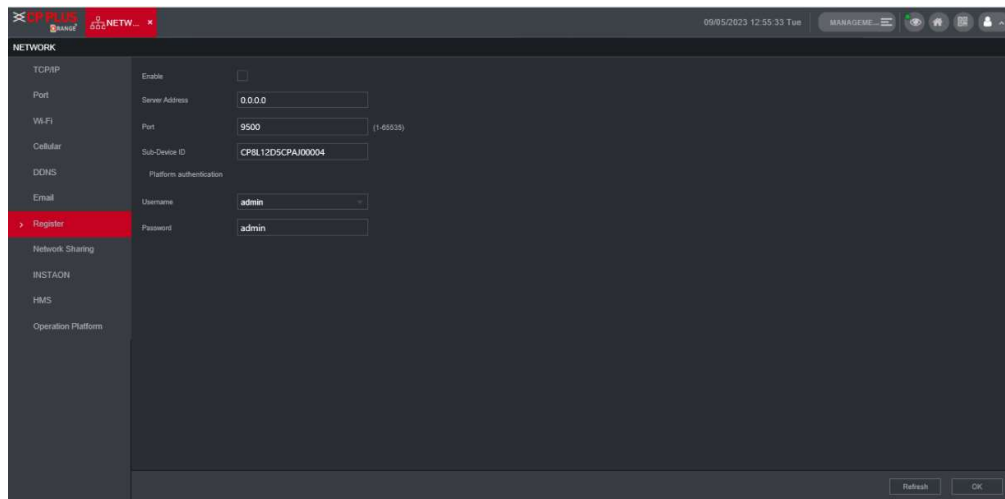 CP PLUS
ORANGE
NETW... ×
09/05/2023 12:55:33 Tue
MANAGEME...
NETWORK
TCP/IP
Port
Wi-Fi
Cellular
DDNS
Email
> Register
Network Sharing
INSTAON
HMS
Operation Platform
Enable
Server Address 0.0.0.0
Port 9500 (1-65535)
Sub-Device ID CP8L12D5CPAJ00004
Platform authentication
Username admin
Password admin
Refresh OK